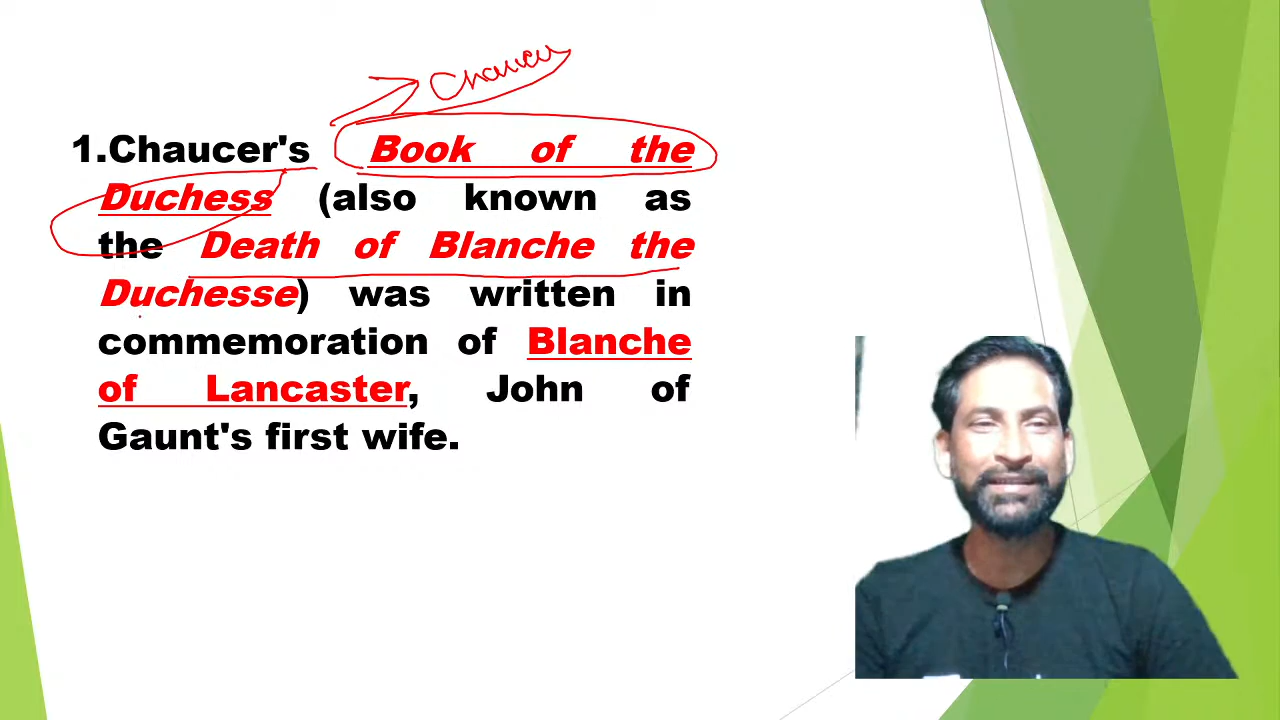 Chaucer
1.Chaucer's Book of the
Duchess (also known as
the Death of Blanche the
Duchesse) was written in
commemoration of Blanche
of Lancaster, John of
Gaunt's first wife.